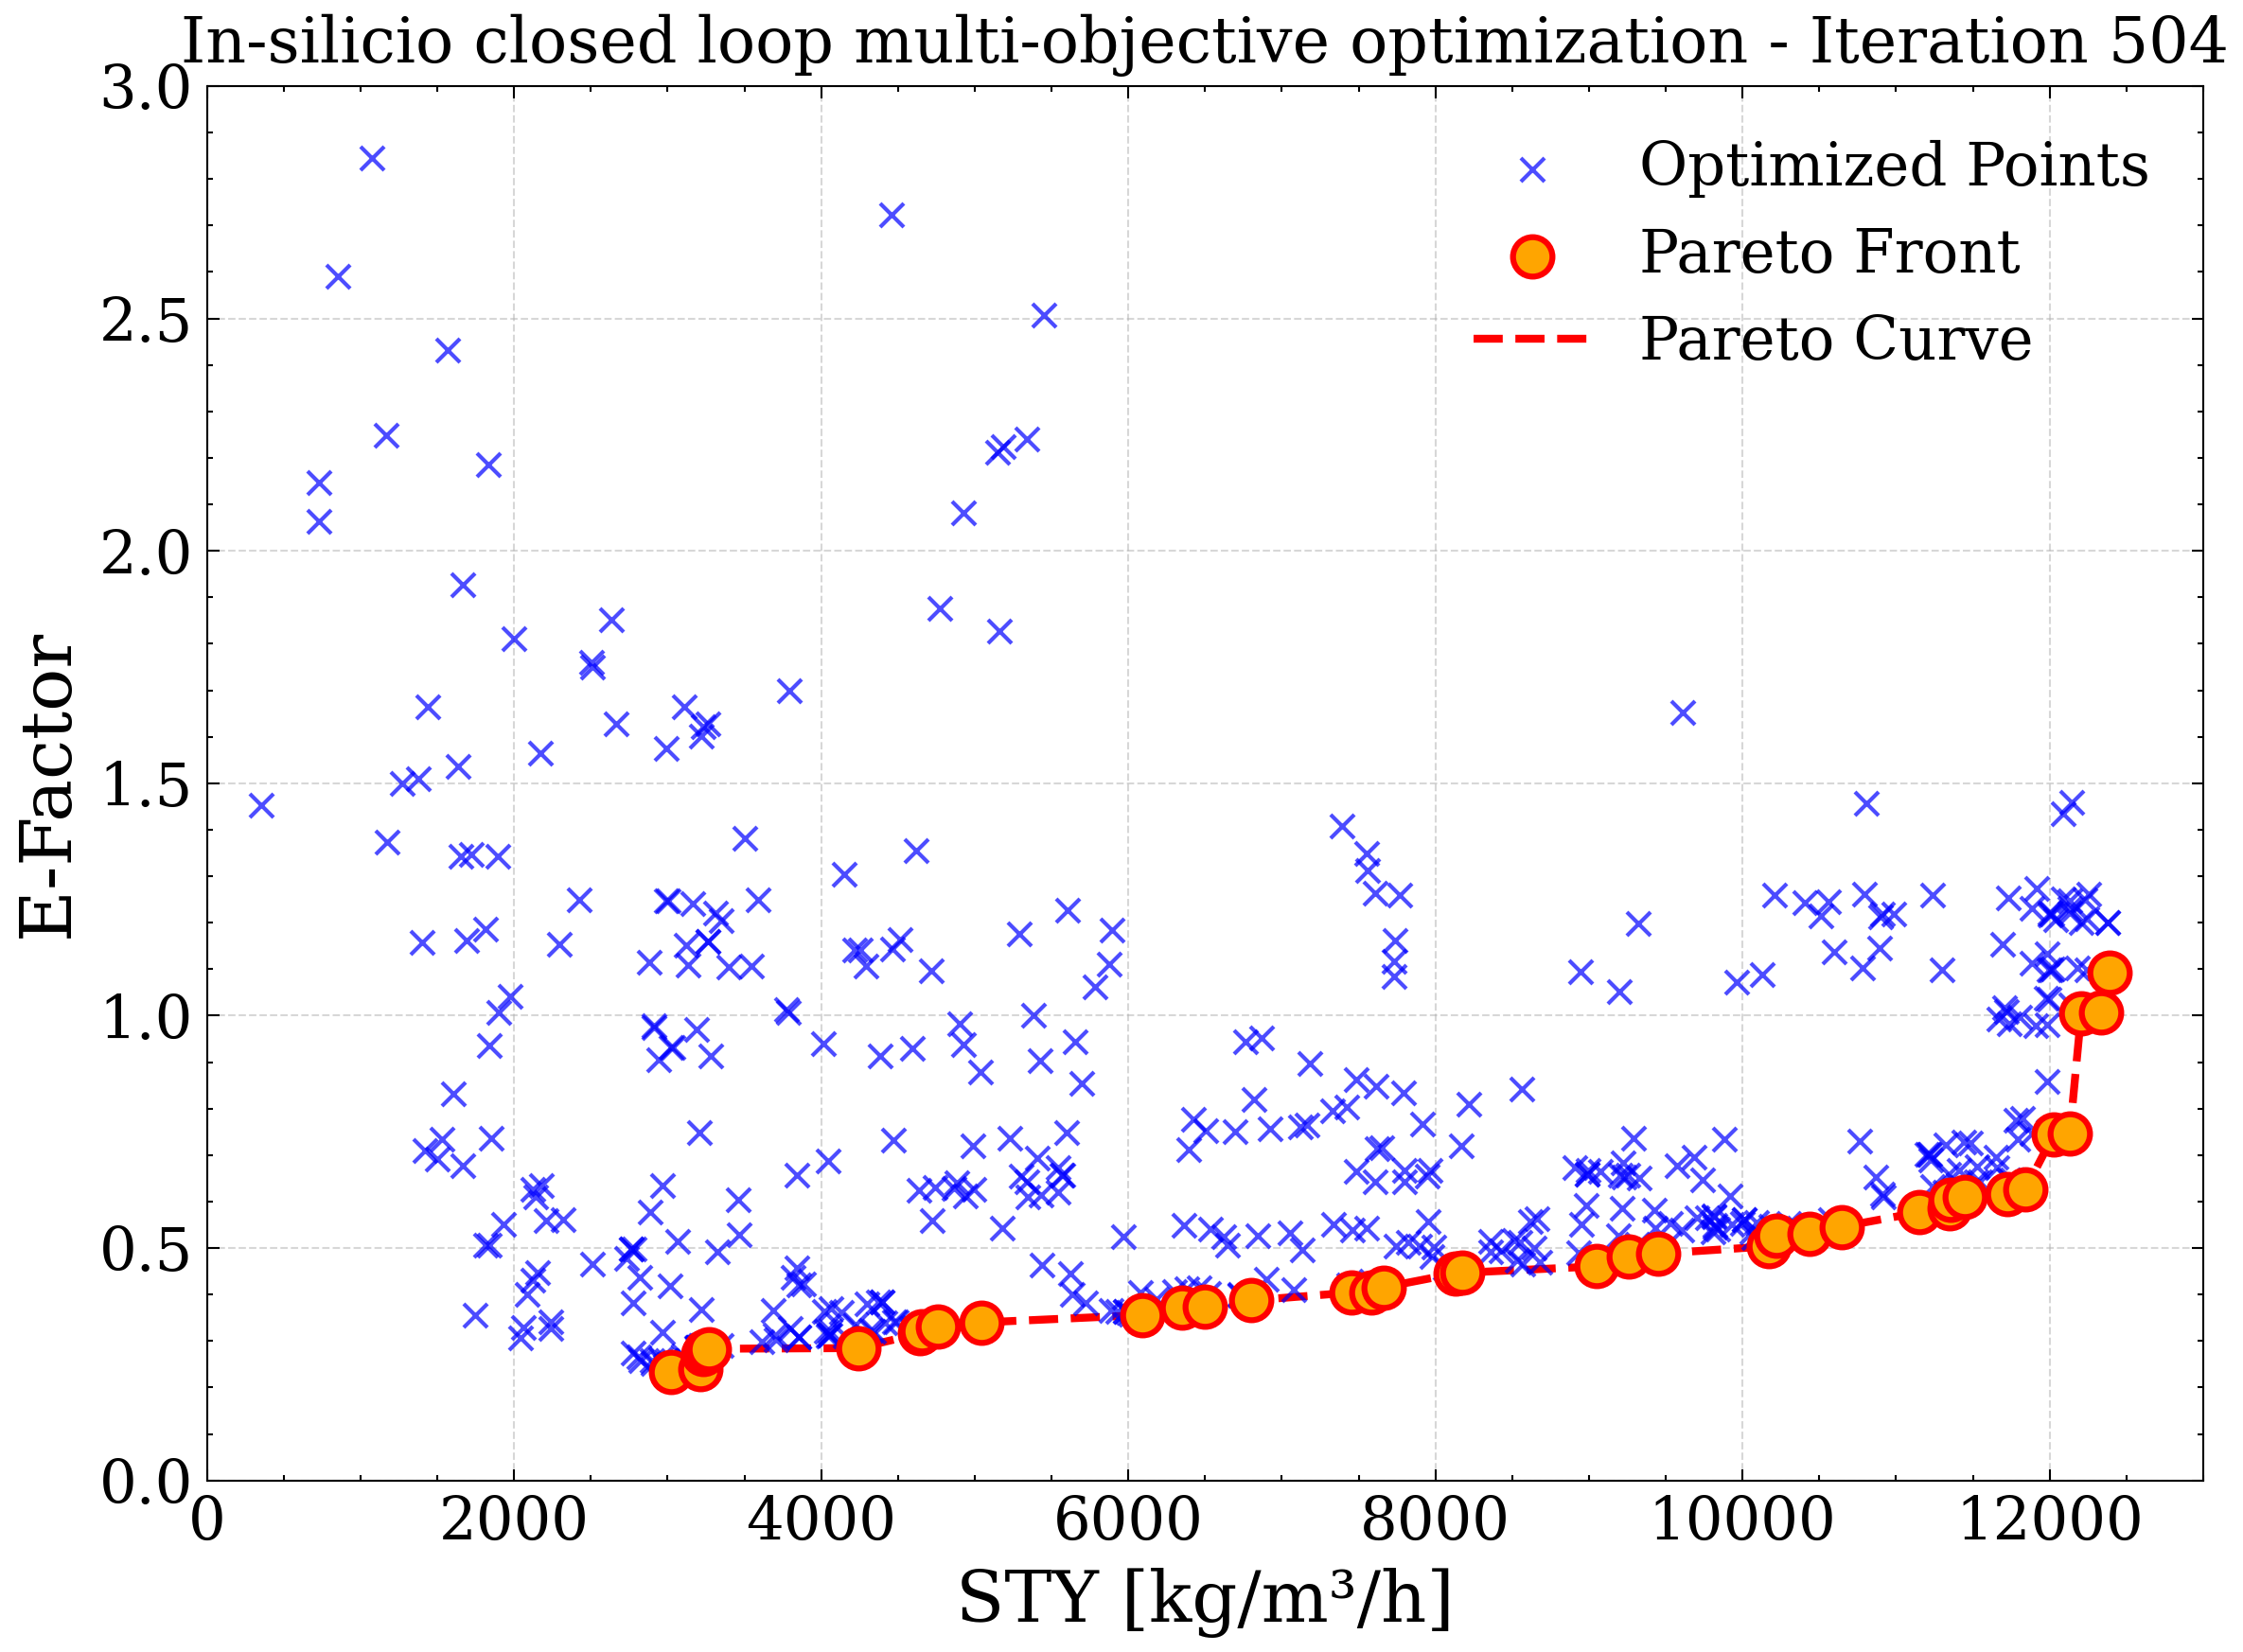 In-silicio closed loop multi-objective optimization - Iteration 504
3.0
2.5
2.0
1.5
1.0
0.5
0.0
E-Factor
Optimized Points
Pareto Front
Pareto Curve
0 2000 4000 6000 8000 10000 12000
STY [kg/m³/h]